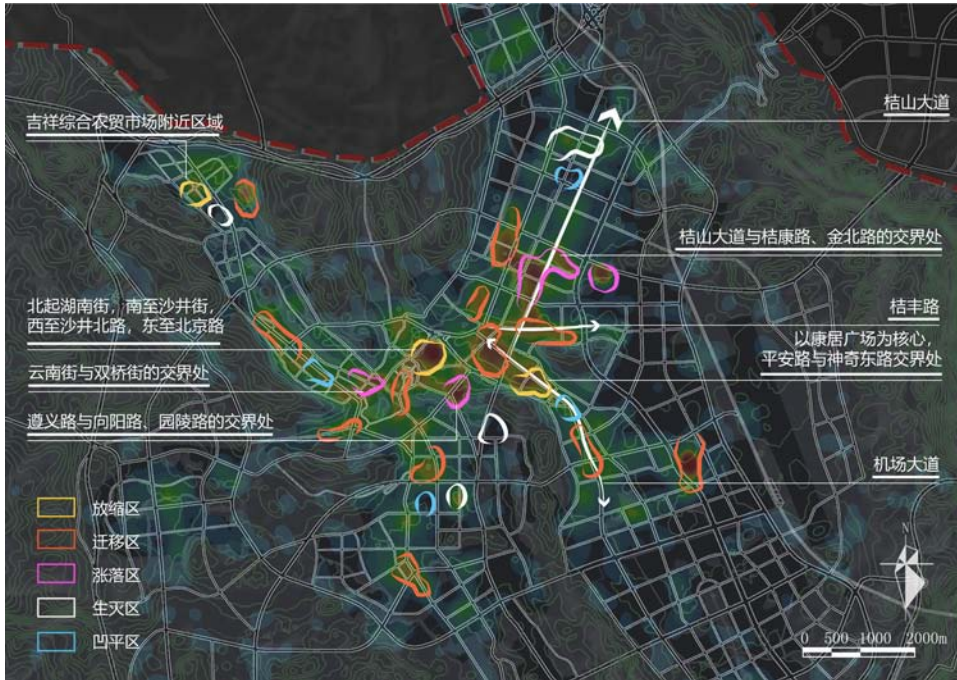 吉祥综合农贸市场附近区域
桔山大道
桔山大道与桔康路、金北路的交界处
北起湖南街，南至沙井街，
西至沙井北路，东至北京路
桔丰路
以康居广场为核心，
平安路与神奇东路交界处
云南街与双桥街的交界处
遵义路与向阳路、园陵路的交界处
机场大道
放缩区
迁移区
涨落区
生灭区
凹平区
N
0 500 1000 2000m